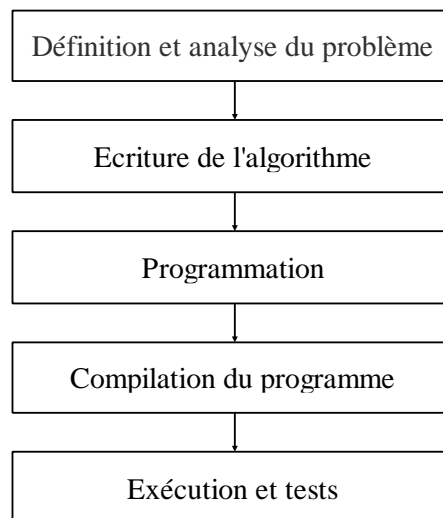 Définition et analyse du problème
Ecriture de l'algorithme
Programmation
Compilation du programme
Exécution et tests